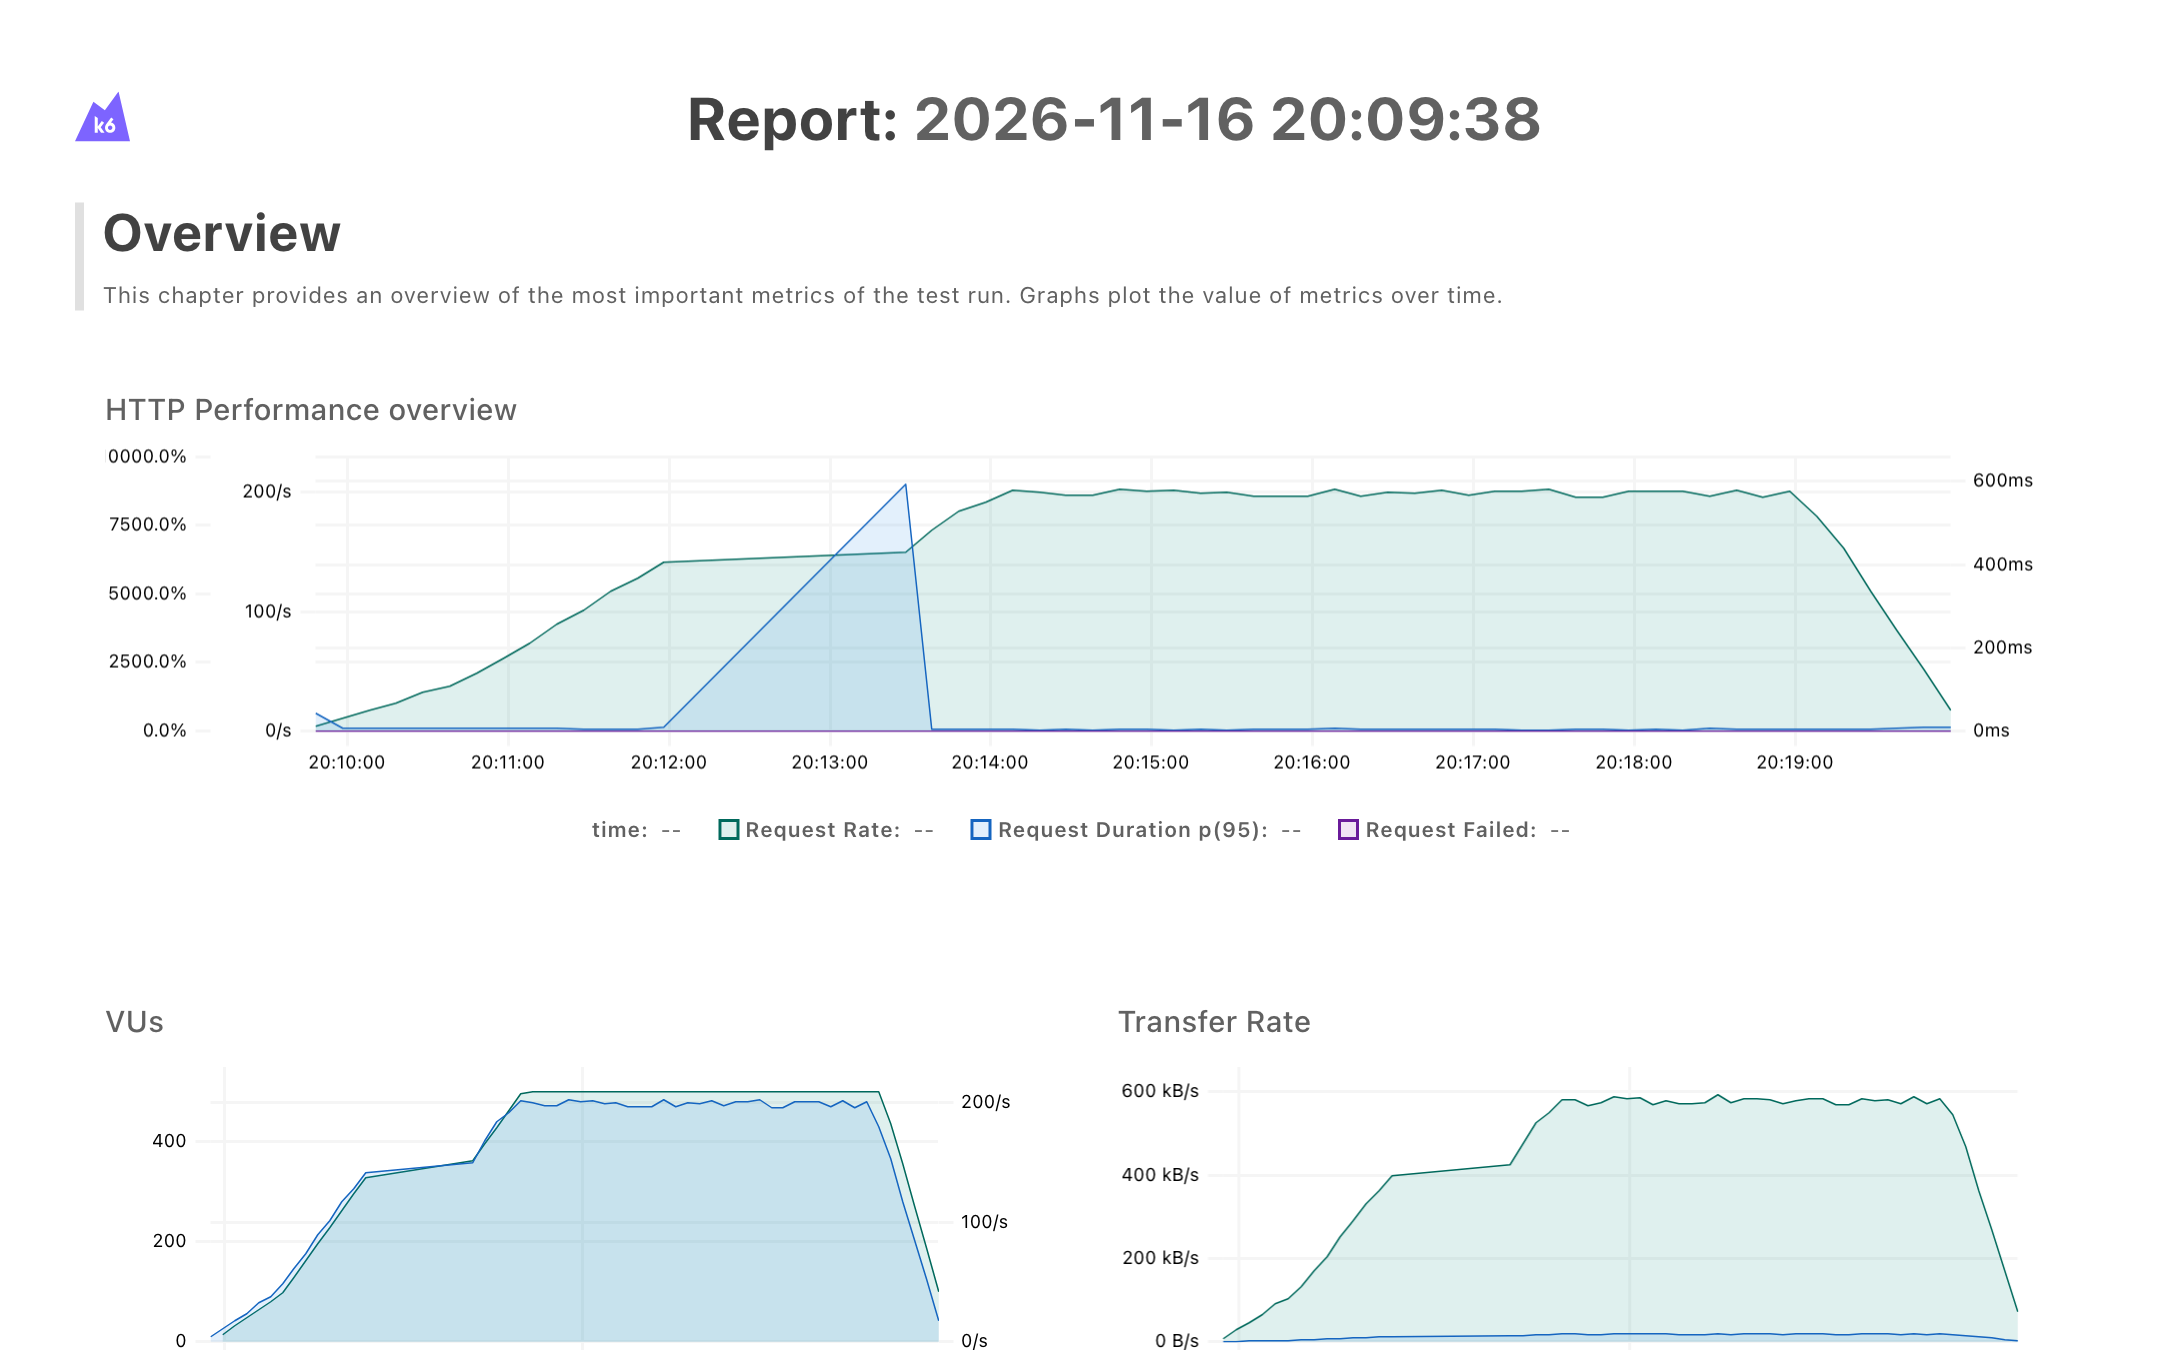 k6
Report: 2026-11-16 20:09:38
Overview
This chapter provides an overview of the most important metrics of the test run. Graphs plot the value of metrics over time.
HTTP Performance overview
0000.0%
7500.0%
5000.0%
2500.0%
0.0%
200/s
100/s
0/s
600ms
400ms
200ms
0ms
20:10:00 20:11:00 20:12:00 20:13:00 20:14:00 20:15:00 20:16:00 20:17:00 20:18:00 20:19:00
time: -- Request Rate: -- Request Duration p(95): -- Request Failed: --
VUs
400
200
0
200/s
100/s
0/s
Transfer Rate
600 kB/s
400 kB/s
200 kB/s
0 B/s